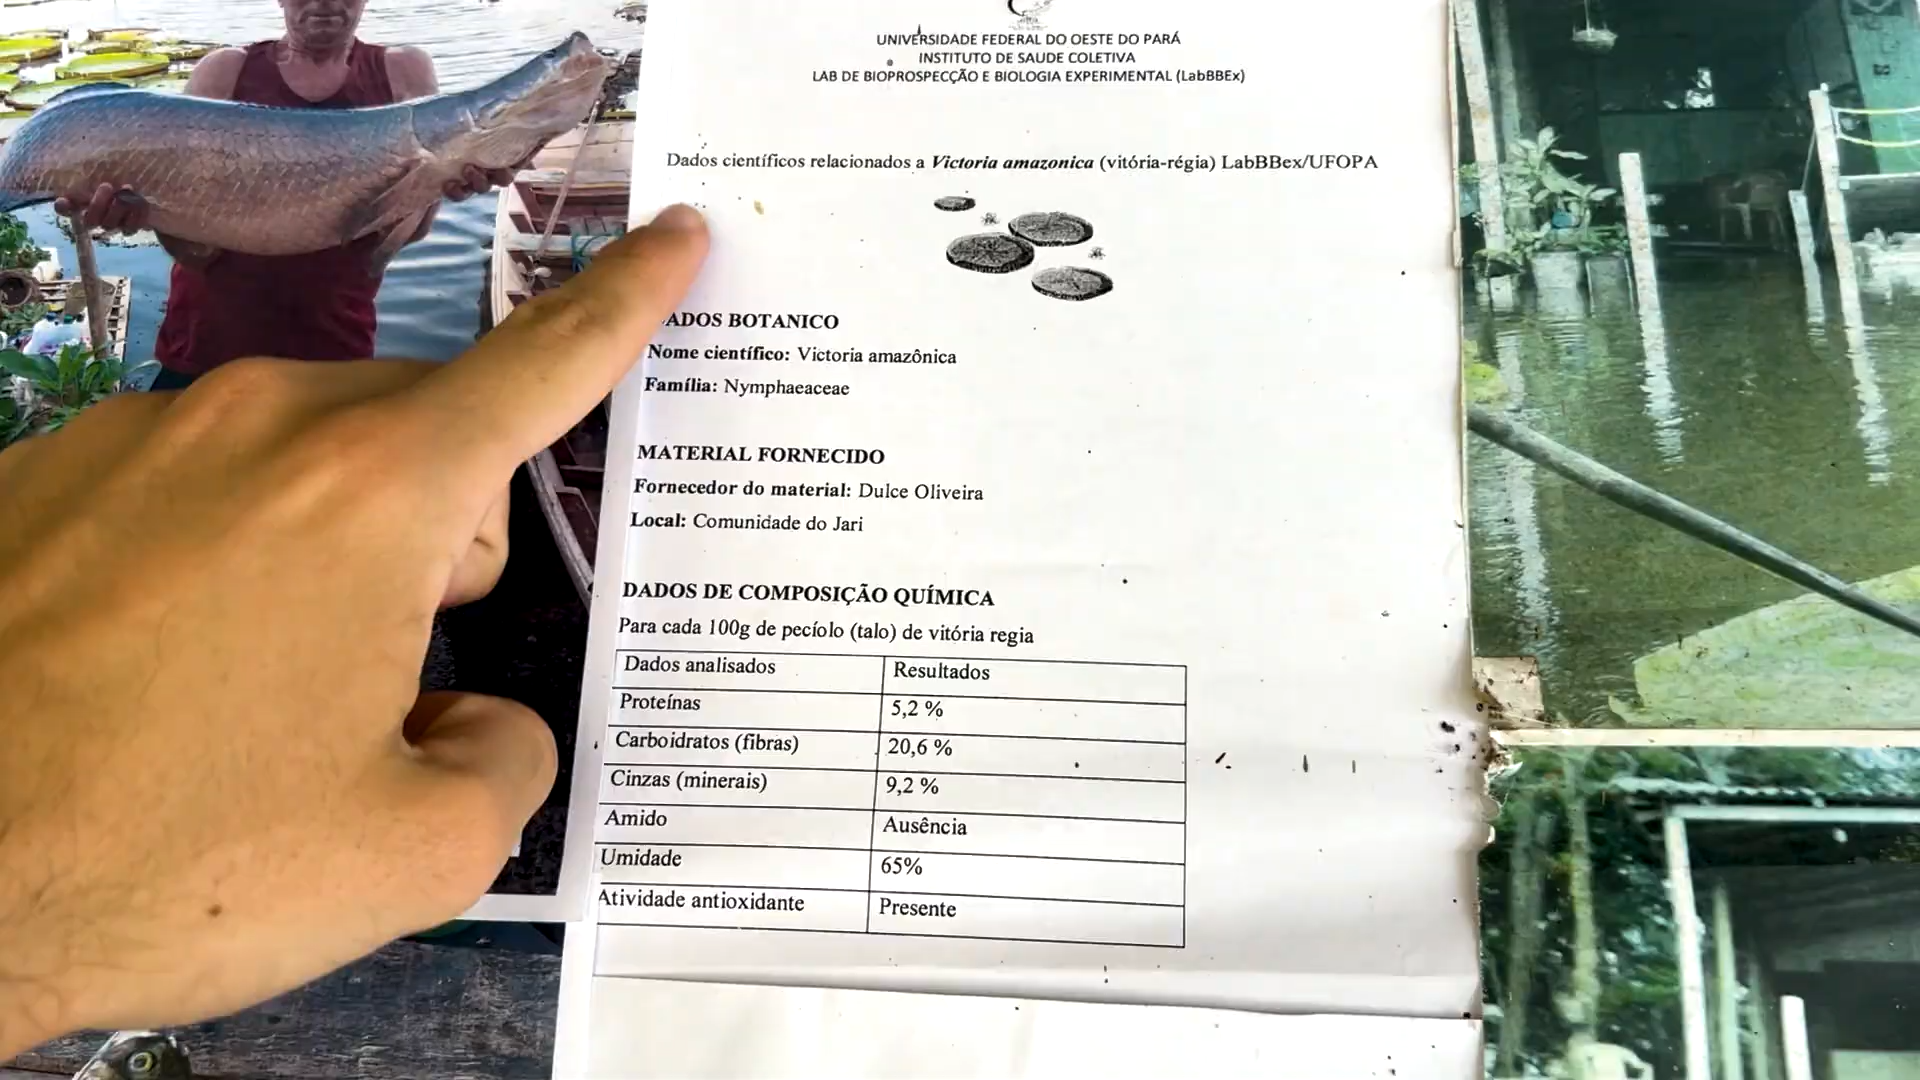 UNIVERSIDADE FEDERAL DO OESTE DO PARÁ
INSTITUTO DE SAUDE COLETIVA
LAB DE BIOPROSPECÇÃO E BIOLOGIA EXPERIMENTAL (LabBBEx)
Dados científicos relacionados a Victoria amazonica (vitória-régia) LabBBex/UFOPA
ADOS BOTANICO
Nome científico: Victoria amazônica
Família: Nymphaeaceae
MATERIAL FORNECIDO
Fornecedor do material: Dulce Oliveira
Local: Comunidade do Jari
DADOS DE COMPOSIÇÃO QUÍMICA
Para cada 100g de pecíolo (talo) de vitória regia
Dados analisados Resultados
Proteínas 5,2 %
Carboidratos (fibras) 20,6 %
Cinzas (minerais) 9,2 %
Amido Ausência
Umidade 65%
Atividade antioxidante Presente